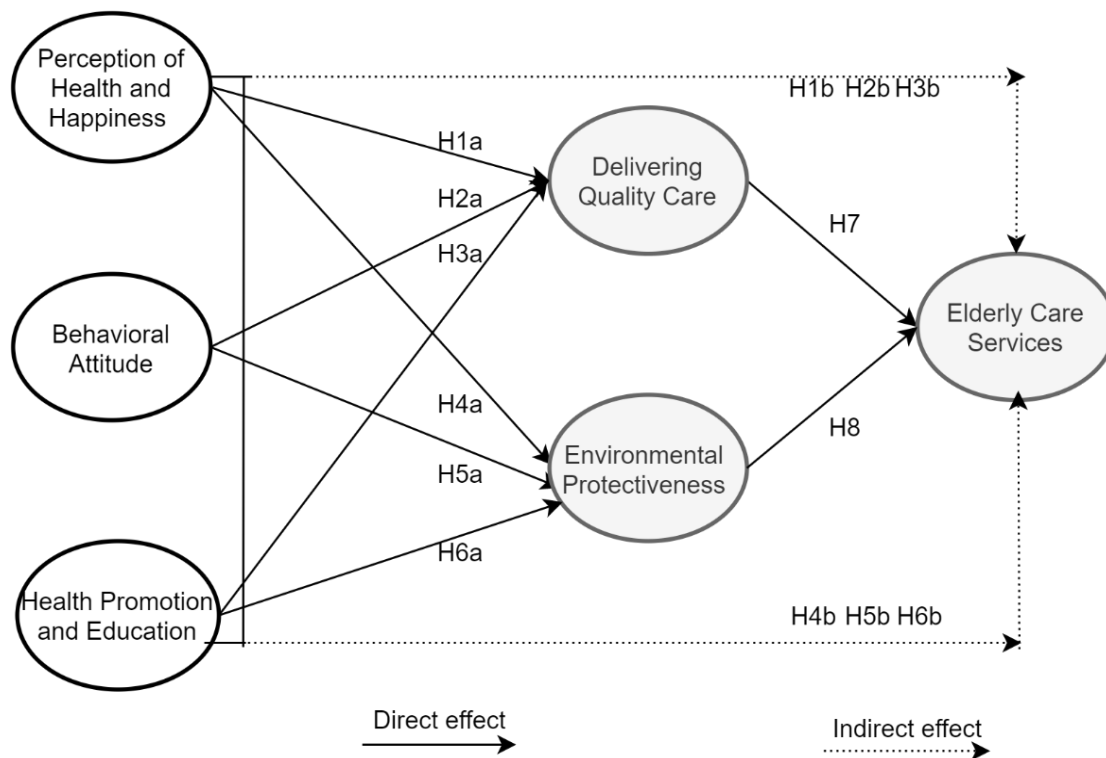 Perception of
Health and
Happiness
H1b H2b H3b
H1a
Delivering
Quality Care
H2a
H3a
H7
Behavioral
Attitude
Elderly Care
Services
H4a
H8
H5a
Environmental
Protectiveness
H6a
Health Promotion
and Education
H4b H5b H6b
Direct effect
Indirect effect